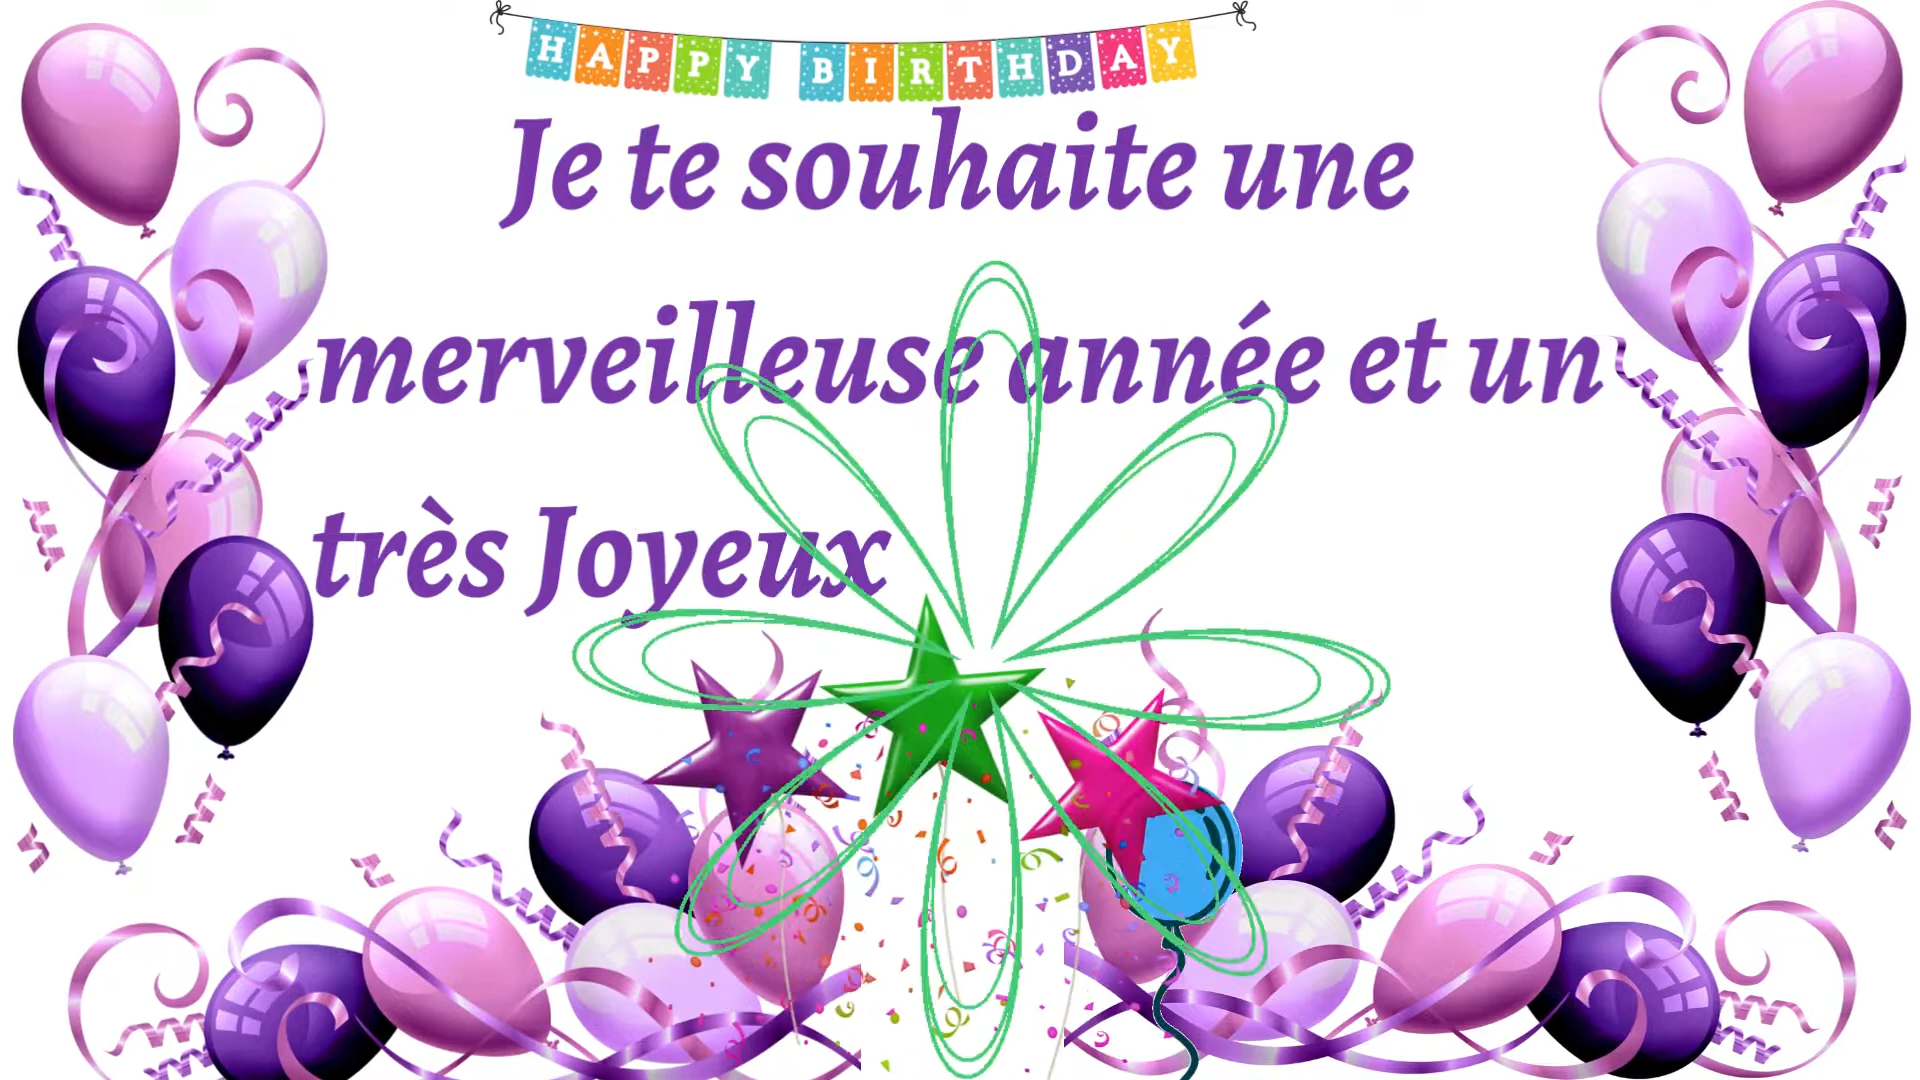 HAPPY BIRTHDAY
Je te souhaite une
merveilleuse année et un
très Joyeux